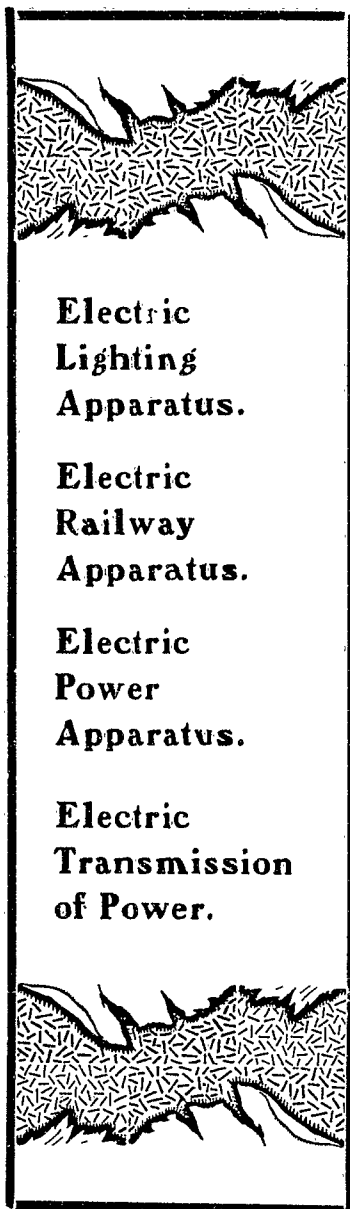 Electric
Lighting
Apparatus.
Electric
Railway
Apparatus.
Electric
Power
Apparatus.
Electric
Transmission
of Power.